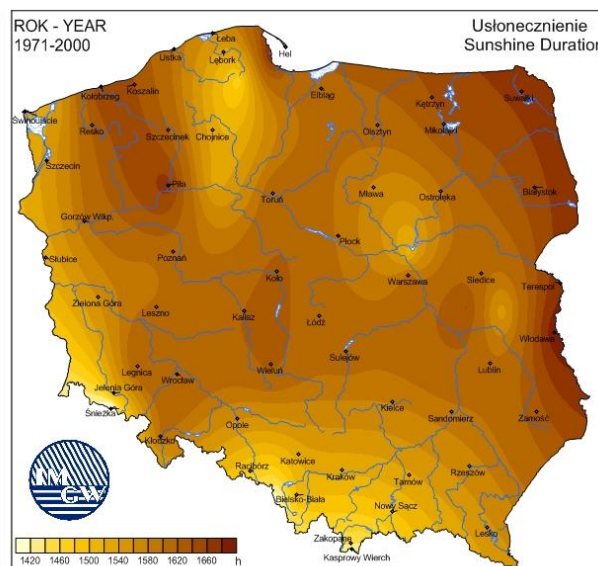 ROK - YEAR
1971-2000
Usłonecznienie
Sunshine Duration
Łeba
Ustka
Lębork
Hel
Koszalin
Kołobrzeg
Elbląg
Kętrzyn
Suwałki
Świnoujście
Resko
Szczecinek
Chojnice
Olsztyn
Mikołajki
Szczecin
Piła
Toruń
Mława
Ostrołęka
Białystok
Gorzów Wlkp.
Płock
Słubice
Poznań
Koło
Warszawa
Siedlce
Terespol
Zielona Góra
Leszno
Kalisz
Łódź
Włodawa
Sulejów
Legnica
Wrocław
Wieruń
Lublin
Jelenia Góra
Śnieżka
Kielce
Sandomierz
Zamość
Opole
Kłodzko
Racibórz
Katowice
Kraków
Tarnów
Rzeszów
Bielsko-Biała
Nowy Sącz
Lesko
Zakopane
Kasprowy Wierch
IM
GW
1420 1460 1500 1540 1580 1620 1660 h